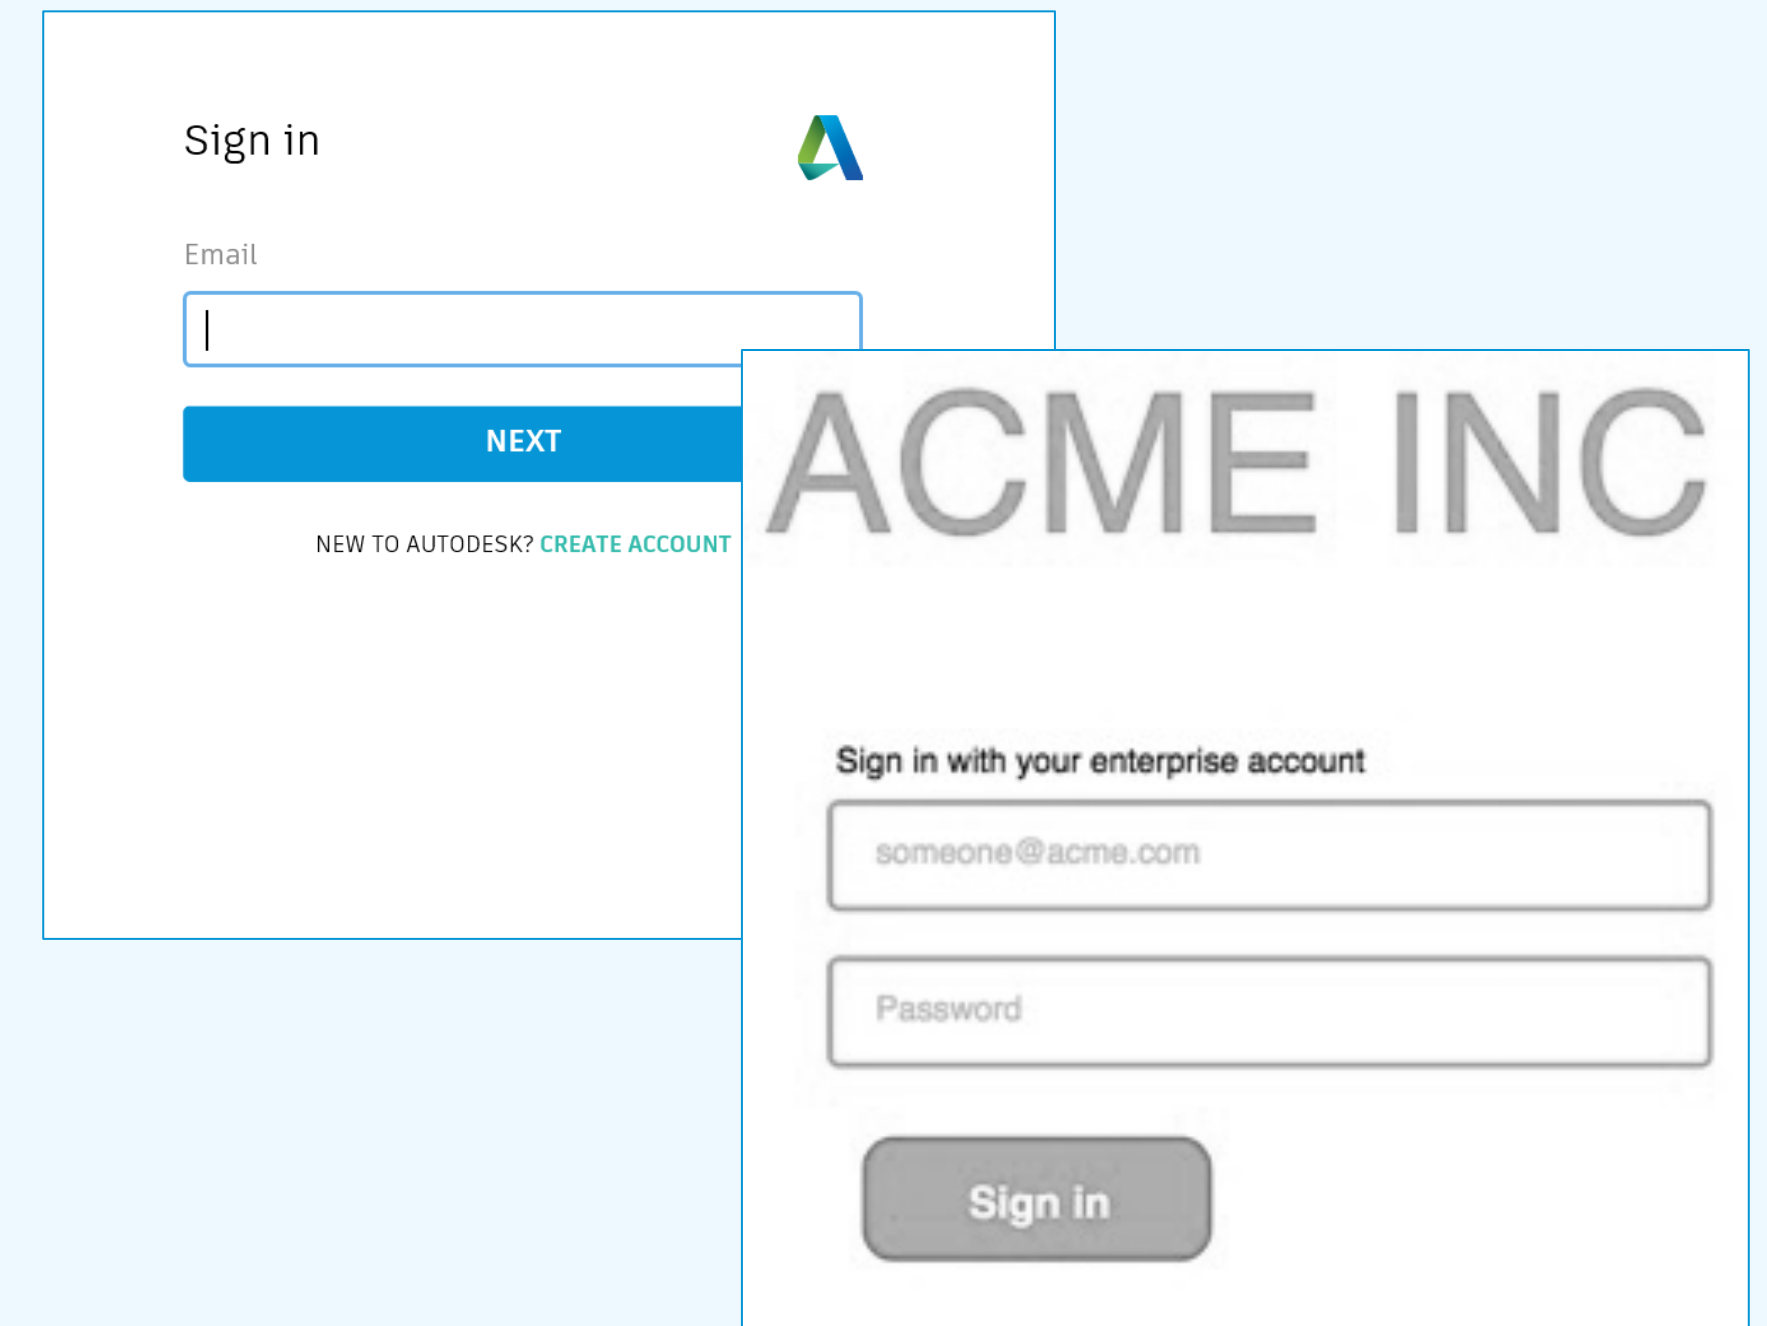 Sign in
Email
NEXT
NEW TO AUTODESK? CREATE ACCOUNT
ACME INC
Sign in with your enterprise account
someone@acme.com
Password
Sign in